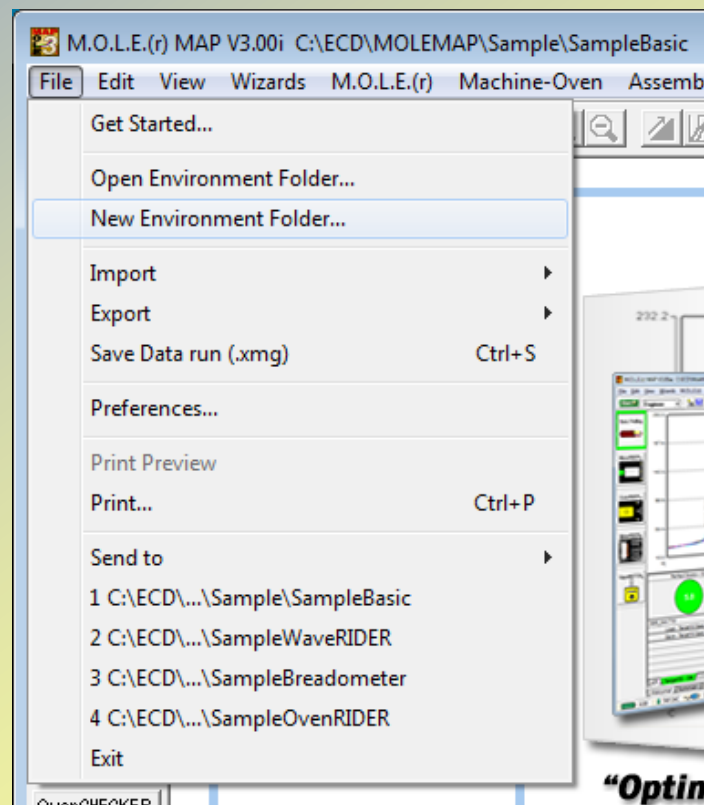 M.O.L.E.(r) MAP V3.00i C:\ECD\MOLEMAP\Sample\SampleBasic
File Edit View Wizards M.O.L.E.(r) Machine-Oven Assemb
Get Started...
Open Environment Folder...
New Environment Folder...
Import
Export
Save Data run (.xmg) Ctrl+S
Preferences...
Print Preview
Print... Ctrl+P
Send to
1 C:\ECD\...\Sample\SampleBasic
2 C:\ECD\...\SampleWaveRIDER
3 C:\ECD\...\SampleBreadometer
4 C:\ECD\...\SampleOvenRIDER
Exit
232.2
OvenCHECKER
"Optin